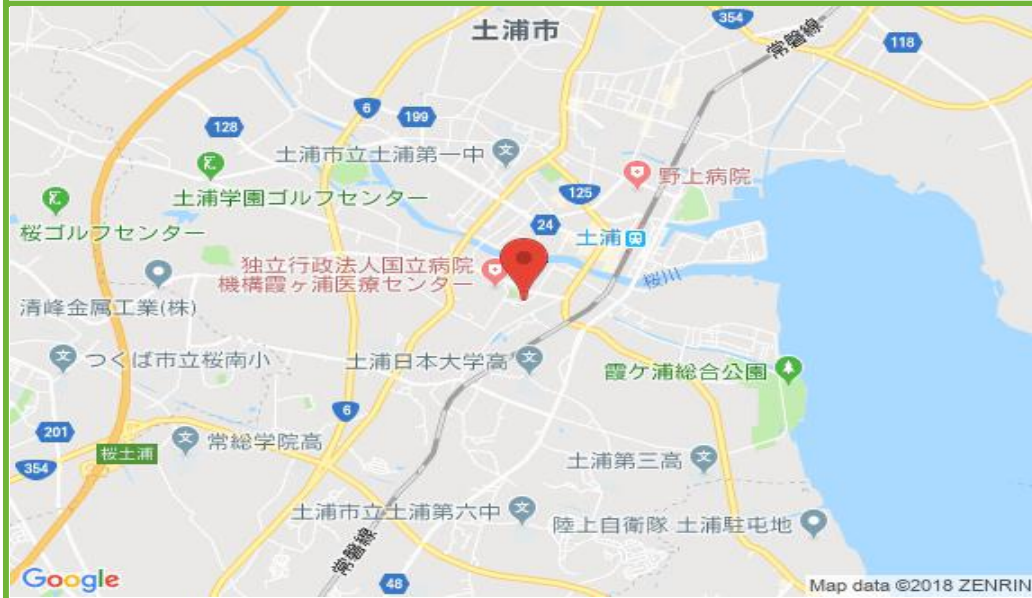 土浦市
354
常磐線
118
6
199
128
土浦市立土浦第一中
野上病院
土浦学園ゴルフセンター
125
24
桜ゴルフセンター
土浦
独立行政法人国立病院
機構霞ヶ浦医療センター
桜川
清峰金属工業(株)
つくば市立桜南小
土浦日本大学高
霞ケ浦総合公園
6
201
常総学院高
桜土浦
354
土浦第三高
土浦市立土浦第六中
陸上自衛隊 土浦駐屯地
常磐線
48
Google
Map data ©2018 ZENRIN